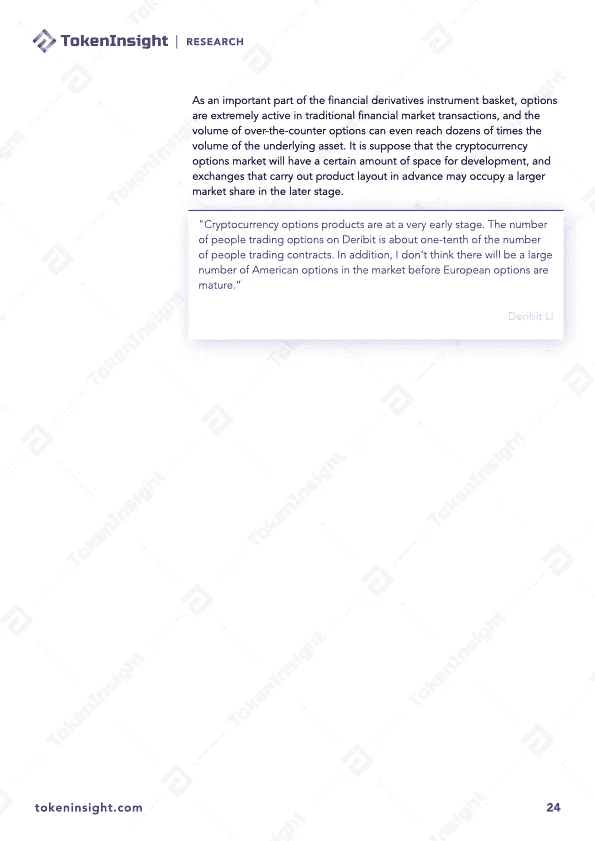 TokenInsight | RESEARCH
As an important part of the financial derivatives instrument basket, options
are extremely active in traditional financial market transactions, and the
volume of over-the-counter options can even reach dozens of times the
volume of the underlying asset. It is suppose that the cryptocurrency
options market will have a certain amount of space for development, and
exchanges that carry out product layout in advance may occupy a larger
market share in the later stage.
"Cryptocurrency options products are at a very early stage. The number
of people trading options on Deribit is about one-tenth of the number
of people trading contracts. In addition, I don't think there will be a large
number of American options in the market before European options are
mature.“
Deribit Li
tokeninsight.com
24